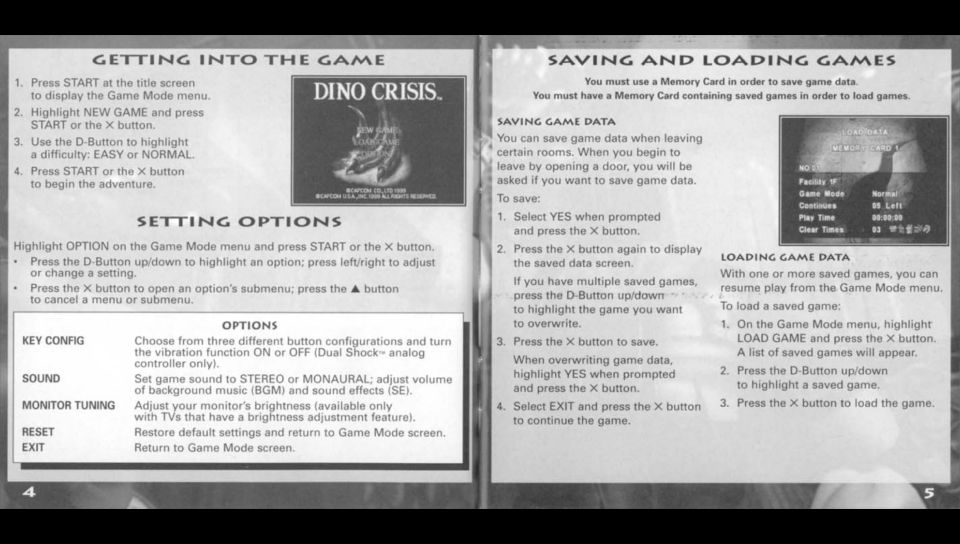 GETTING INTO THE GAME
1. Press START at the title screen
to display the Game Mode menu.
2. Highlight NEW GAME and press
START or the ✕ button.
3. Use the D-Button to highlight
a difficulty: EASY or NORMAL.
4. Press START or the ✕ button
to begin the adventure.
DINO CRISIS™
NEW GAME
LOAD GAME
OPTION
©CAPCOM CO., LTD 1999
©CAPCOM U.S.A., INC. 1999 ALL RIGHTS RESERVED.
SETTING OPTIONS
Highlight OPTION on the Game Mode menu and press START or the ✕ button.
• Press the D-Button up/down to highlight an option; press left/right to adjust
or change a setting.
• Press the ✕ button to open an option's submenu; press the ▲ button
to cancel a menu or submenu.
OPTIONS
KEY CONFIG Choose from three different button configurations and turn
the vibration function ON or OFF (Dual Shock™ analog
controller only).
SOUND Set game sound to STEREO or MONAURAL; adjust volume
of background music (BGM) and sound effects (SE).
MONITOR TUNING Adjust your monitor's brightness (available only
with TVs that have a brightness adjustment feature).
RESET Restore default settings and return to Game Mode screen.
EXIT Return to Game Mode screen.
4
SAVING AND LOADING GAMES
You must use a Memory Card in order to save game data.
You must have a Memory Card containing saved games in order to load games.
SAVING GAME DATA
You can save game data when leaving
certain rooms. When you begin to
leave by opening a door, you will be
asked if you want to save game data.
To save:
1. Select YES when prompted
and press the ✕ button.
2. Press the ✕ button again to display
the saved data screen.
If you have multiple saved games,
press the D-Button up/down
to highlight the game you want
to overwrite.
3. Press the ✕ button to save.
When overwriting game data,
highlight YES when prompted
and press the ✕ button.
4. Select EXIT and press the ✕ button
to continue the game.
LOAD DATA
MEMORY CARD 1
Facility 1F
Game Mode Normal
Continues 05 Left
Play Time 00:00:00
Clear Times 03
LOADING GAME DATA
With one or more saved games, you can
resume play from the Game Mode menu.
To load a saved game:
1. On the Game Mode menu, highlight
LOAD GAME and press the ✕ button.
A list of saved games will appear.
2. Press the D-Button up/down
to highlight a saved game.
3. Press the ✕ button to load the game.
5